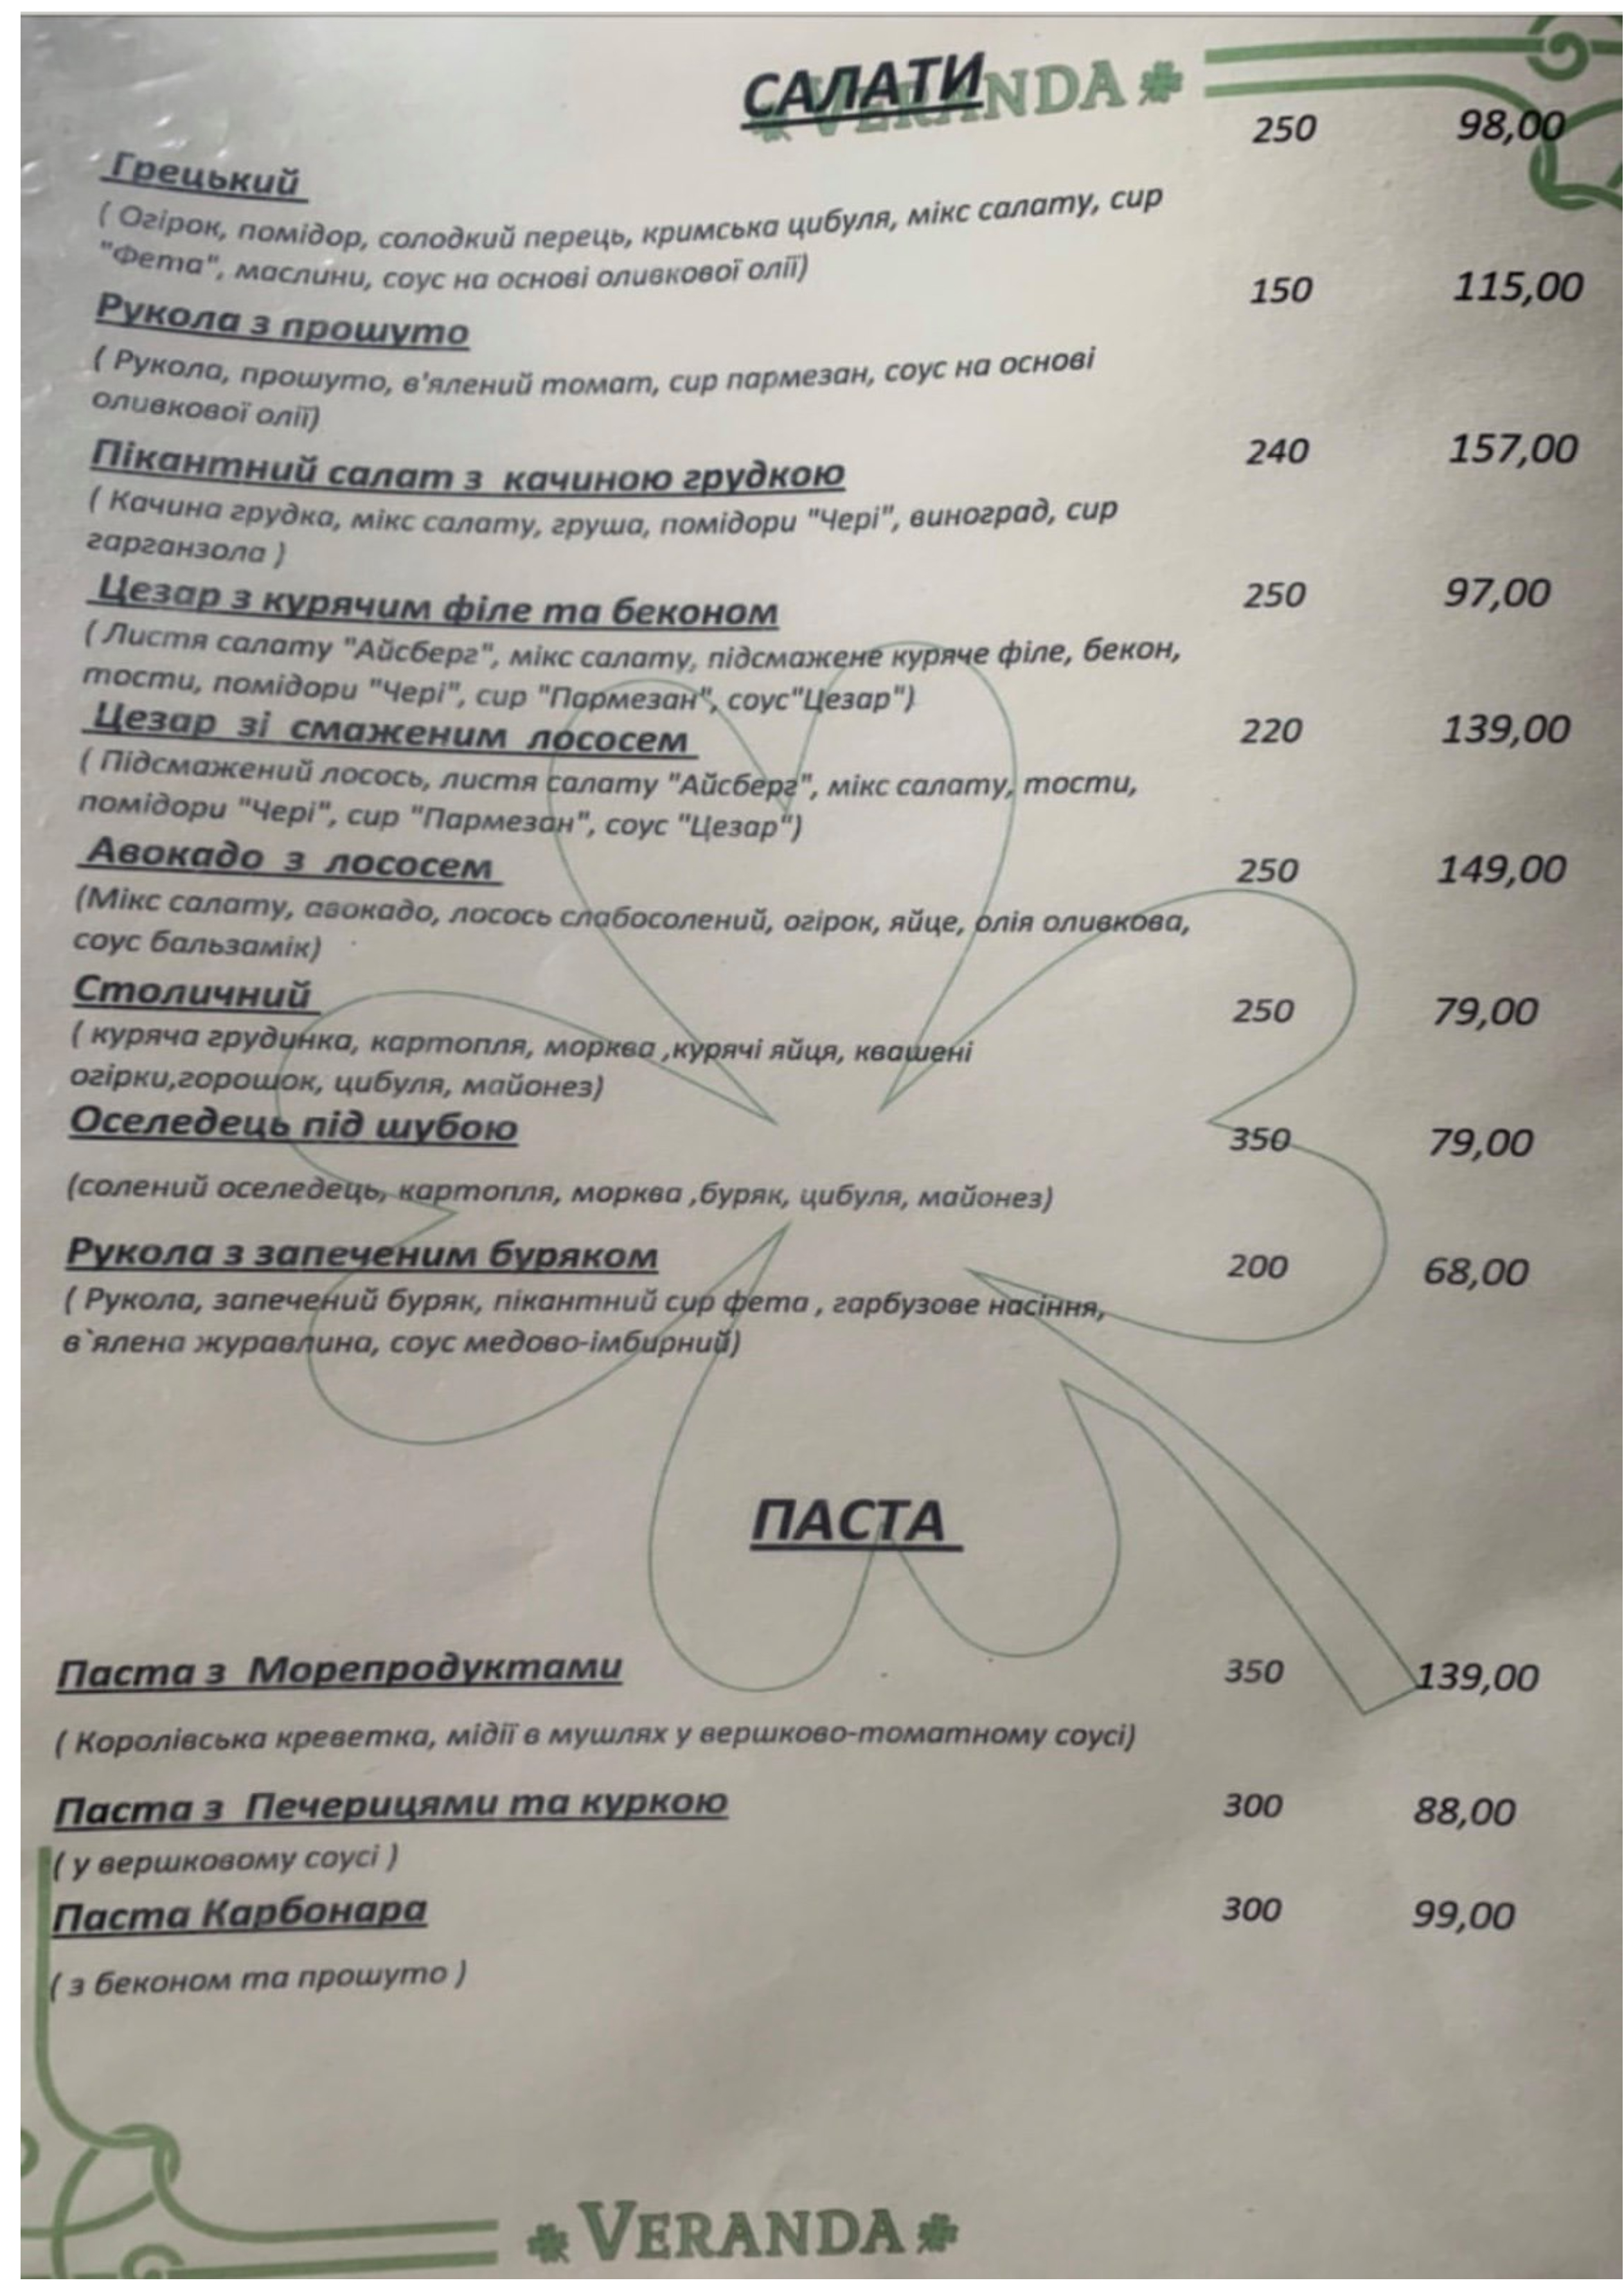 САЛАТИ
VERANDA
250 98,00
Грецький
( Огірок, помідор, солодкий перець, кримська цибуля, мікс салату, сир
"Фета", маслини, соус на основі оливкової олії)
150 115,00
Рукола з прошуто
( Рукола, прошуто, в'ялений томат, сир пармезан, соус на основі
оливкової олії)
240 157,00
Пікантний салат з качиною грудкою
( Качина грудка, мікс салату, груша, помідори "Чері", виноград, сир
гарганзола )
Цезар з курячим філе та беконом 250 97,00
( Листя салату "Айсберг", мікс салату, підсмажене куряче філе, бекон,
тости, помідори "Чері", сир "Пармезан", соус"Цезар")
Цезар зі смаженим лососем 220 139,00
( Підсмажений лосось, листя салату "Айсберг", мікс салату, тости,
помідори "Чері", сир "Пармезан", соус "Цезар")
Авокадо з лососем 250 149,00
(Мікс салату, авокадо, лосось слабосолений, огірок, яйце, олія оливкова,
соус бальзамік)
Столичний 250 79,00
( куряча грудинка, картопля, морква ,курячі яйця, квашені
огірки,горошок, цибуля, майонез)
Оселедець під шубою 350 79,00
(солений оселедець, картопля, морква ,буряк, цибуля, майонез)
Рукола з запеченим буряком 200 68,00
( Рукола, запечений буряк, пікантний сир фета , гарбузове насіння,
в`ялена журавлина, соус медово-імбирний)
ПАСТА
Паста з Морепродуктами 350 139,00
( Королівська креветка, мідії в мушлях у вершково-томатному соусі)
Паста з Печерицями та куркою 300 88,00
( у вершковому соусі )
Паста Карбонара 300 99,00
( з беконом та прошуто )
VERANDA